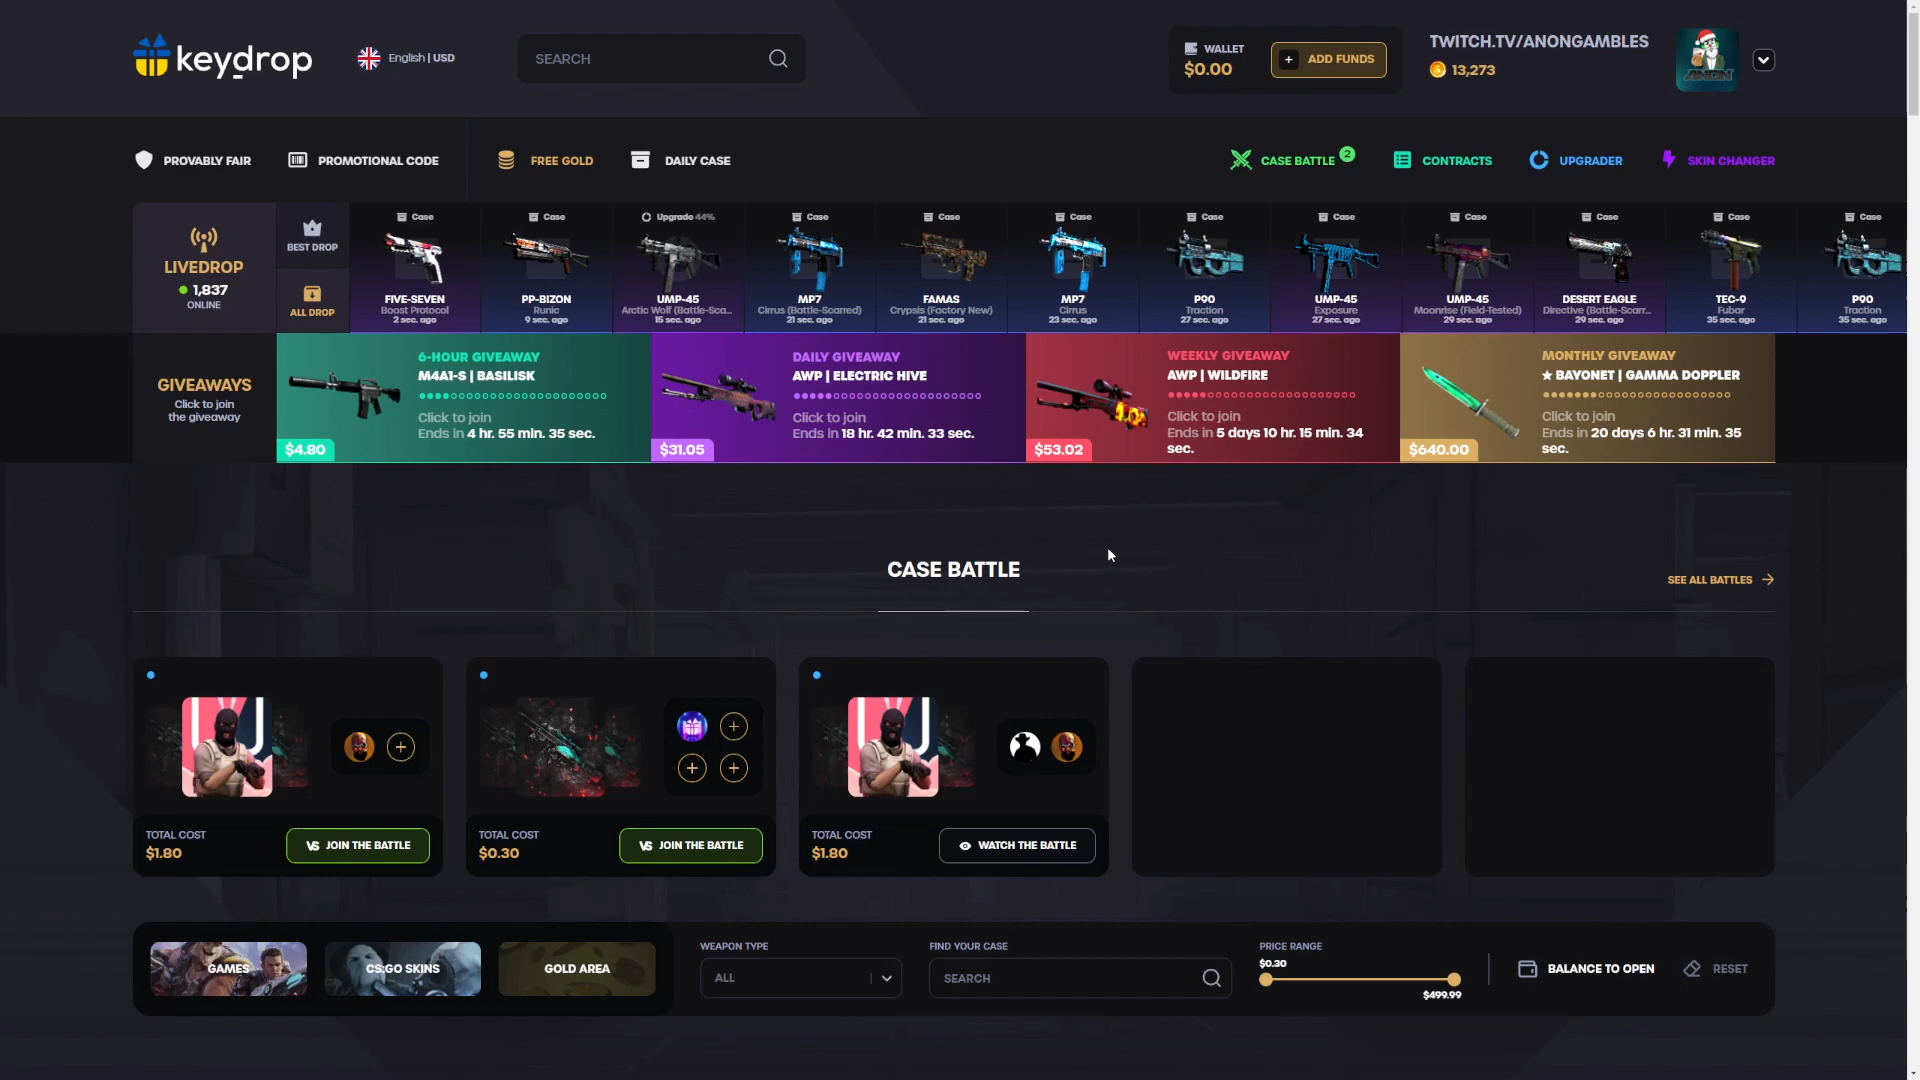 keydrop
English | USD
SEARCH
WALLET
$0.00
+ ADD FUNDS
TWITCH.TV/ANONGAMBLES
13,273
ANON
PROVABLY FAIR
PROMOTIONAL CODE
FREE GOLD
DAILY CASE
CASE BATTLE 2
CONTRACTS
UPGRADER
SKIN CHANGER
LIVEDROP
1,837
ONLINE
BEST DROP
ALL DROP
Case
FIVE-SEVEN
Boost Protocol
2 sec. ago
Case
PP-BIZON
Runic
9 sec. ago
Upgrade 44%
UMP-45
Arctic Wolf (Battle-Sca...
15 sec. ago
Case
MP7
Cirrus (Battle-Scarred)
21 sec. ago
Case
FAMAS
Crypsis (Factory New)
21 sec. ago
Case
MP7
Cirrus
23 sec. ago
Case
P90
Traction
27 sec. ago
Case
UMP-45
Exposure
27 sec. ago
Case
UMP-45
Moonrise (Field-Tested)
29 sec. ago
Case
DESERT EAGLE
Directive (Battle-Scarr...
29 sec. ago
Case
TEC-9
Fubar
35 sec. ago
Case
P90
Traction
35 sec. ago
GIVEAWAYS
Click to join
the giveaway
6-HOUR GIVEAWAY
M4A1-S | BASILISK
Click to join
Ends in 4 hr. 55 min. 35 sec.
$4.80
DAILY GIVEAWAY
AWP | ELECTRIC HIVE
Click to join
Ends in 18 hr. 42 min. 33 sec.
$31.05
WEEKLY GIVEAWAY
AWP | WILDFIRE
Click to join
Ends in 5 days 10 hr. 15 min. 34
sec.
$53.02
MONTHLY GIVEAWAY
★ BAYONET | GAMMA DOPPLER
Click to join
Ends in 20 days 6 hr. 31 min. 35
sec.
$640.00
CASE BATTLE
SEE ALL BATTLES
TOTAL COST
$1.80
VS JOIN THE BATTLE
TOTAL COST
$0.30
VS JOIN THE BATTLE
TOTAL COST
$1.80
WATCH THE BATTLE
GAMES
CS:GO SKINS
GOLD AREA
WEAPON TYPE
ALL
FIND YOUR CASE
SEARCH
PRICE RANGE
$0.30
$499.99
BALANCE TO OPEN
RESET